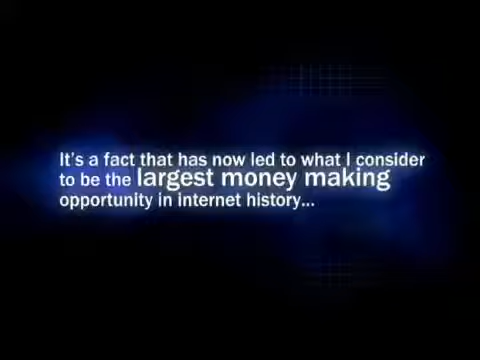 It's a fact that has now led to what I consider
to be the largest money making
opportunity in internet history...